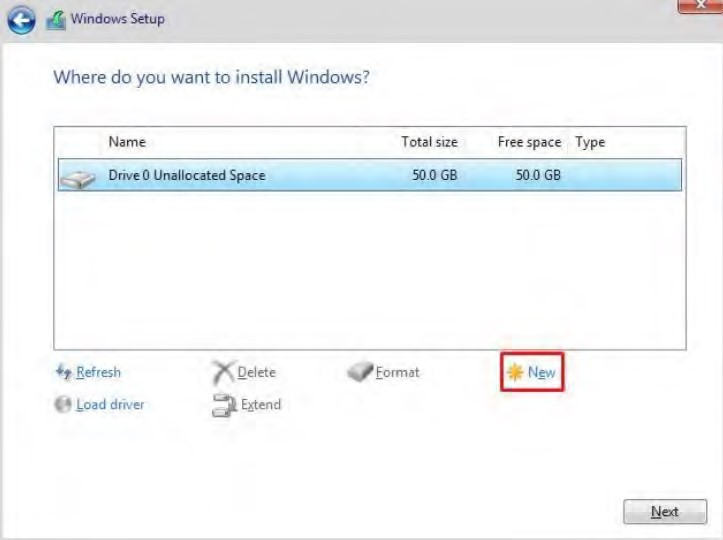 Windows Setup
Where do you want to install Windows?
Name Total size Free space Type
Drive 0 Unallocated Space 50.0 GB 50.0 GB
Refresh Delete Format New
Load driver Extend
Next